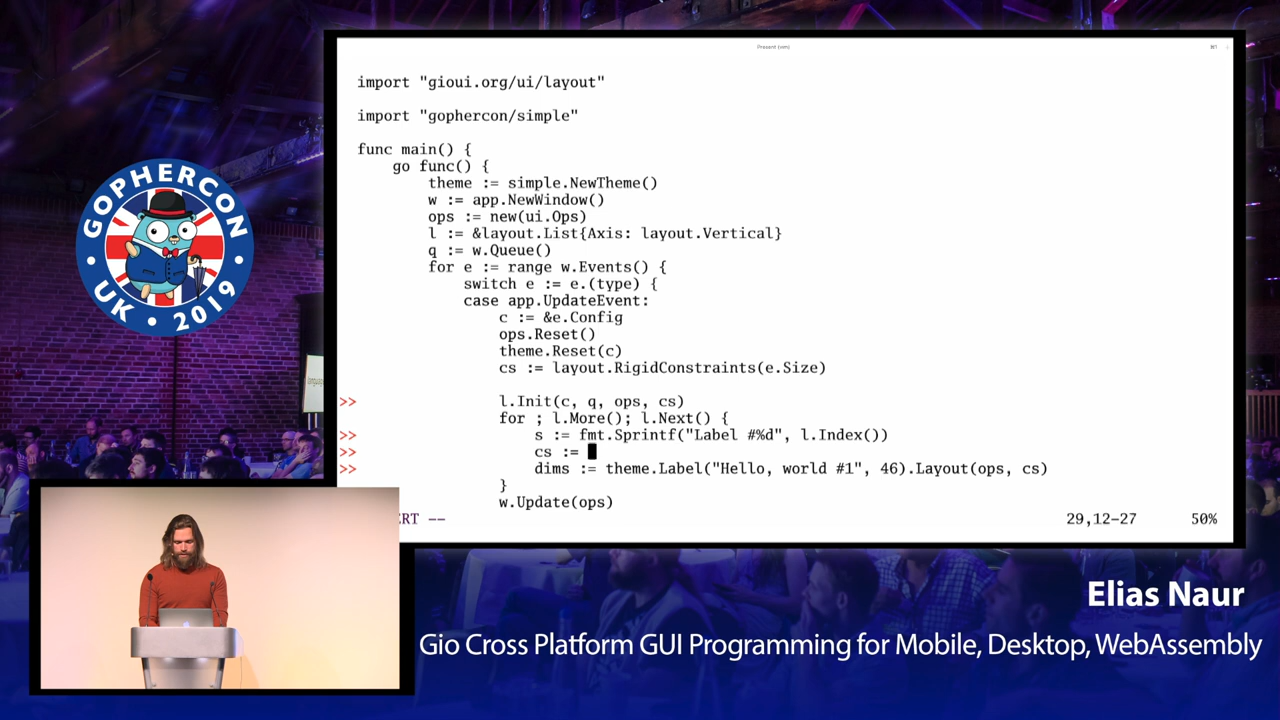 Present (vim)
⌘1
import "gioui.org/ui/layout"
import "gophercon/simple"
func main() {
go func() {
theme := simple.NewTheme()
w := app.NewWindow()
ops := new(ui.Ops)
l := &layout.List{Axis: layout.Vertical}
q := w.Queue()
for e := range w.Events() {
switch e := e.(type) {
case app.UpdateEvent:
c := &e.Config
ops.Reset()
theme.Reset(c)
cs := layout.RigidConstraints(e.Size)
>> l.Init(c, q, ops, cs)
for ; l.More(); l.Next() {
>> s := fmt.Sprintf("Label #%d", l.Index())
>> cs :=
>> dims := theme.Label("Hello, world #1", 46).Layout(ops, cs)
}
w.Update(ops)
ERT -- 29,12-27 50%
GOPHERCON
UK • 2019
Elias Naur
Gio Cross Platform GUI Programming for Mobile, Desktop, WebAssembly